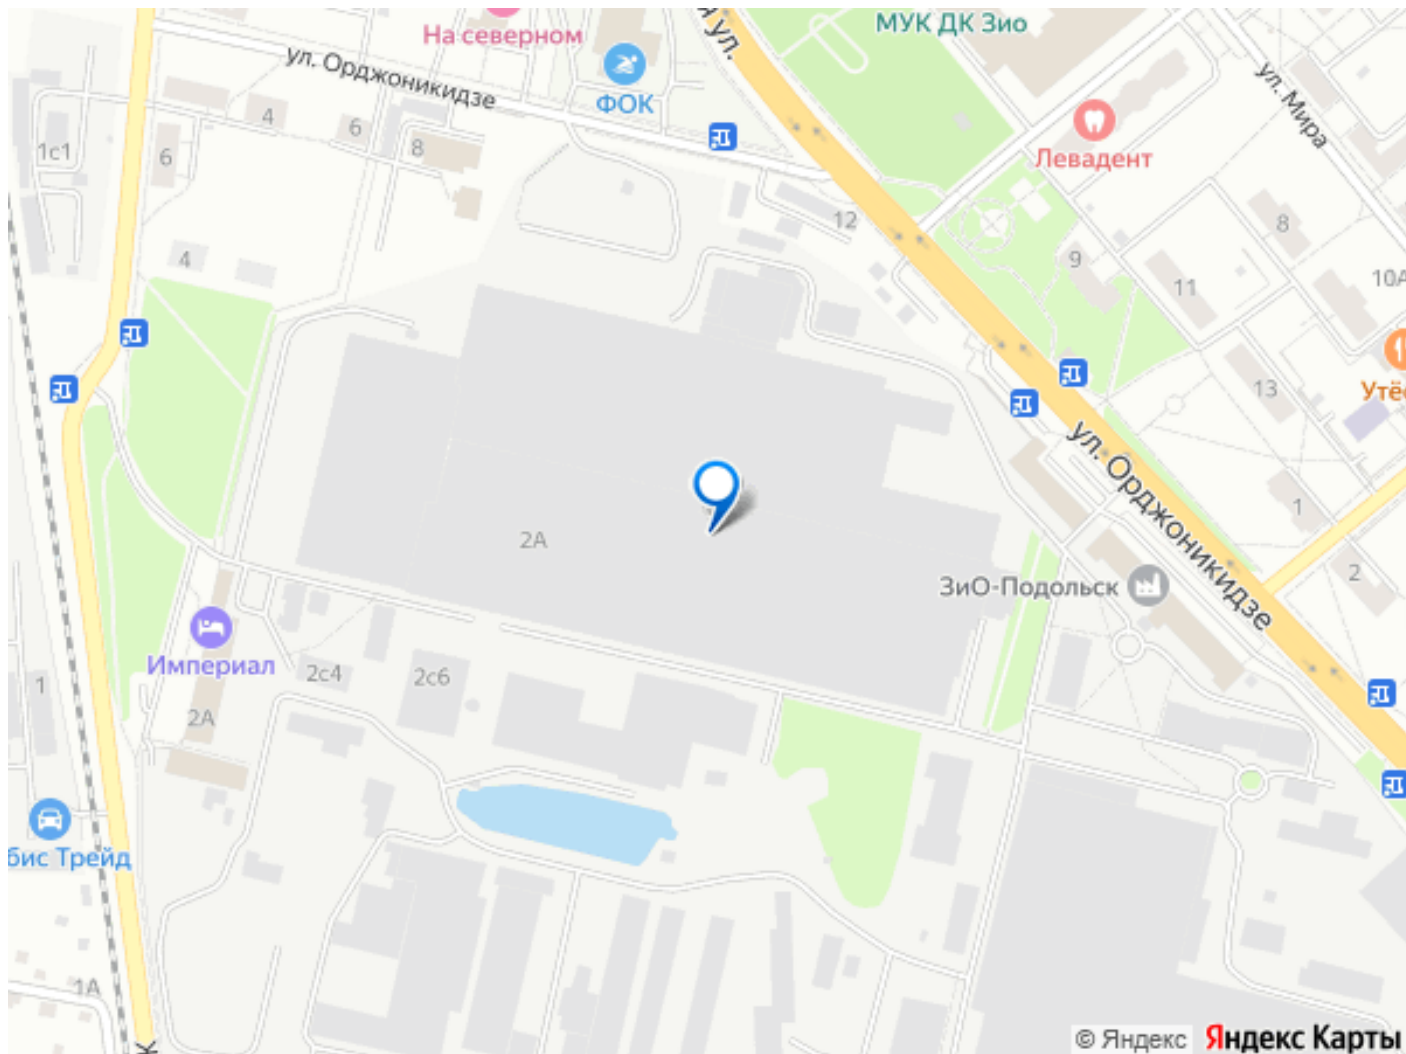 МУК ДК Зио
На северном
ул.
ул. Орджоникидзе
ФОК
ул. Мира
Левадент
1с1
4
6
8
6
12
8
9
4
11
10А
13
Утё
ул. Орджоникидзе
1
2А
2
ЗиО-Подольск
Империал
2с4
2с6
1
2А
бис Трейд
1А
© Яндекс
Яндекс Карты